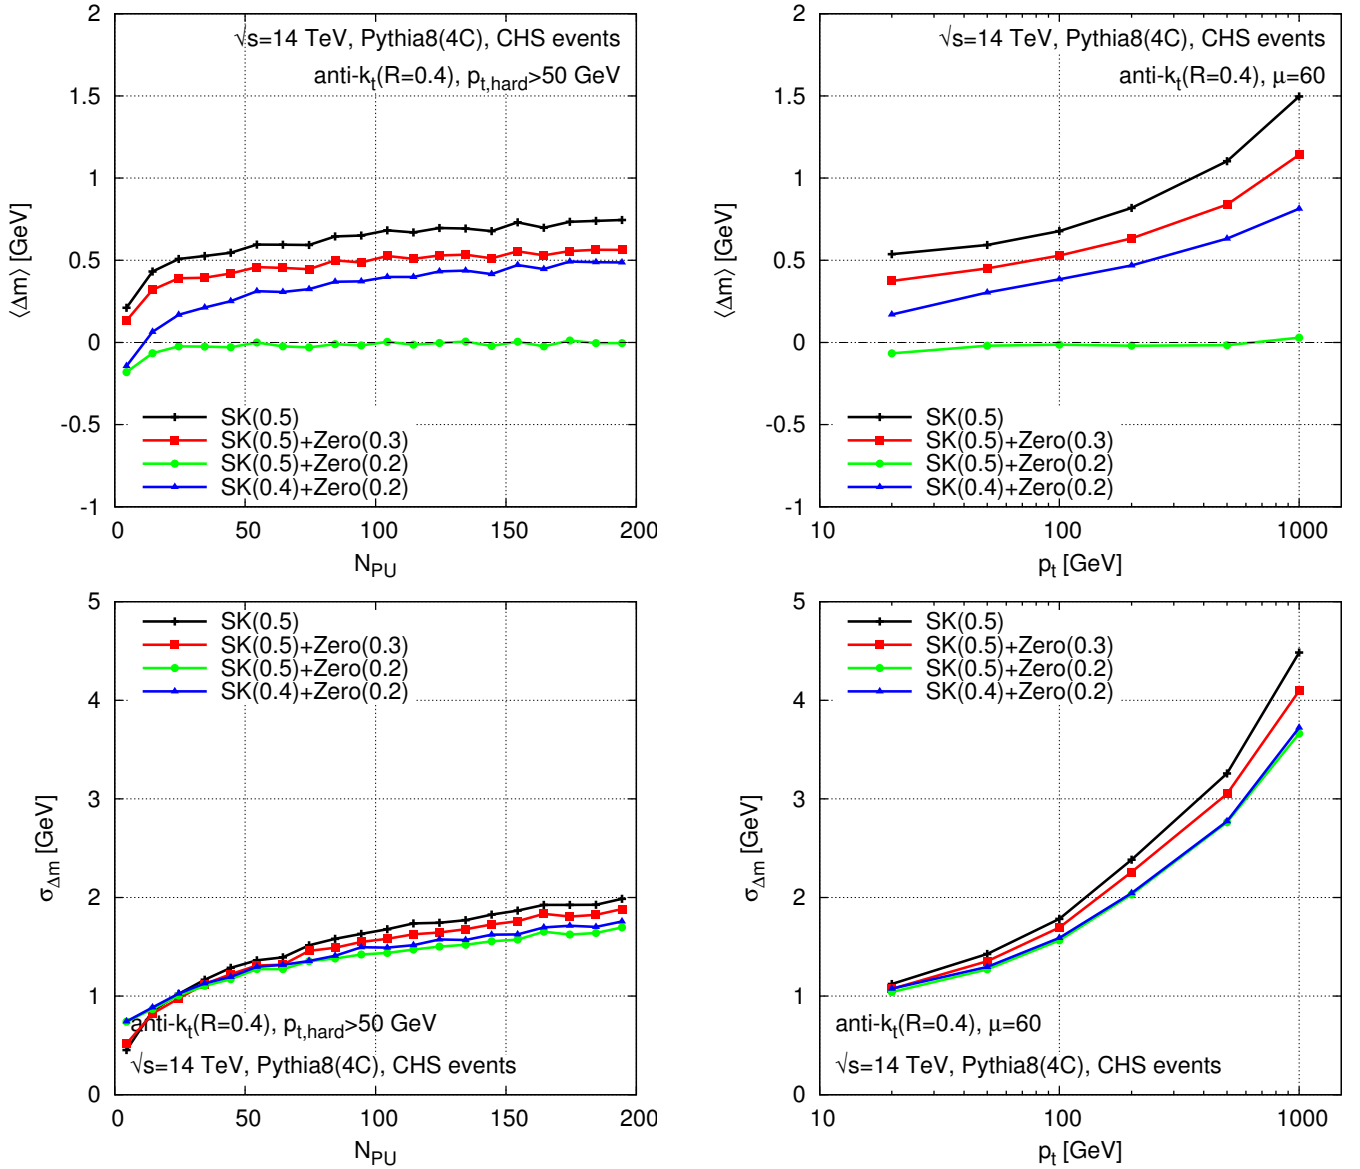 2
1.5
1
0.5
0
-0.5
-1
⟨Δm⟩ [GeV]
√s=14 TeV, Pythia8(4C), CHS events
anti-kt(R=0.4), pt,hard>50 GeV
SK(0.5)
SK(0.5)+Zero(0.3)
SK(0.5)+Zero(0.2)
SK(0.4)+Zero(0.2)
0 50 100 150 200
NPU
2
1.5
1
0.5
0
-0.5
-1
⟨Δm⟩ [GeV]
√s=14 TeV, Pythia8(4C), CHS events
anti-kt(R=0.4), μ=60
SK(0.5)
SK(0.5)+Zero(0.3)
SK(0.5)+Zero(0.2)
SK(0.4)+Zero(0.2)
10 100 1000
pt [GeV]
5
4
3
2
1
0
σΔm [GeV]
SK(0.5)
SK(0.5)+Zero(0.3)
SK(0.5)+Zero(0.2)
SK(0.4)+Zero(0.2)
anti-kt(R=0.4), pt,hard>50 GeV
√s=14 TeV, Pythia8(4C), CHS events
0 50 100 150 200
NPU
5
4
3
2
1
0
σΔm [GeV]
SK(0.5)
SK(0.5)+Zero(0.3)
SK(0.5)+Zero(0.2)
SK(0.4)+Zero(0.2)
anti-kt(R=0.4), μ=60
√s=14 TeV, Pythia8(4C), CHS events
10 100 1000
pt [GeV]